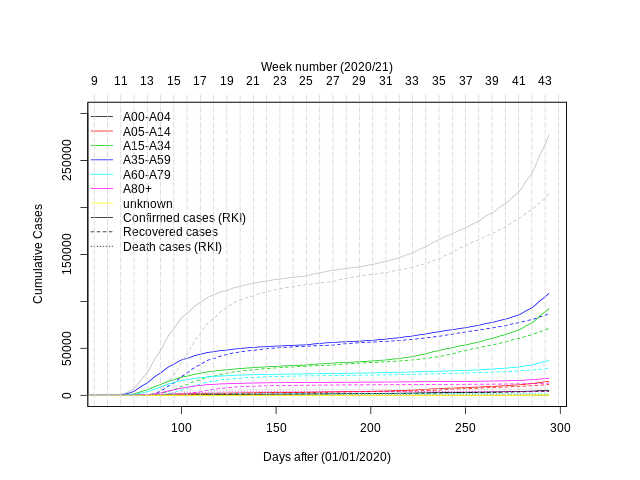 Week number (2020/21)
9 11 13 15 17 19 21 23 25 27 29 31 33 35 37 39 41 43
A00-A04
A05-A14
A15-A34
A35-A59
A60-A79
A80+
unknown
Confirmed cases (RKI)
Recovered cases
Death cases (RKI)
Cumulative Cases
250000
150000
50000
0
100 150 200 250 300
Days after (01/01/2020)